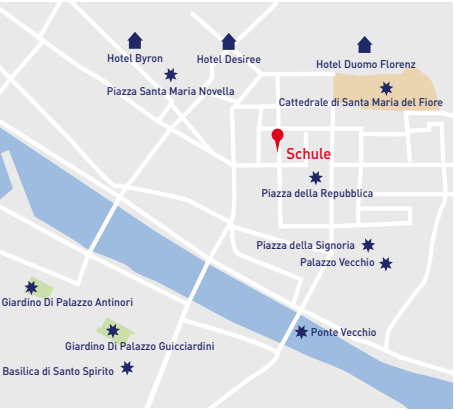 Hotel Byron
Hotel Desiree
Hotel Duomo Florenz
Piazza Santa Maria Novella
Cattedrale di Santa Maria del Fiore
Schule
Piazza della Repubblica
Piazza della Signoria
Palazzo Vecchio
Giardino Di Palazzo Antinori
Ponte Vecchio
Giardino Di Palazzo Guicciardini
Basilica di Santo Spirito